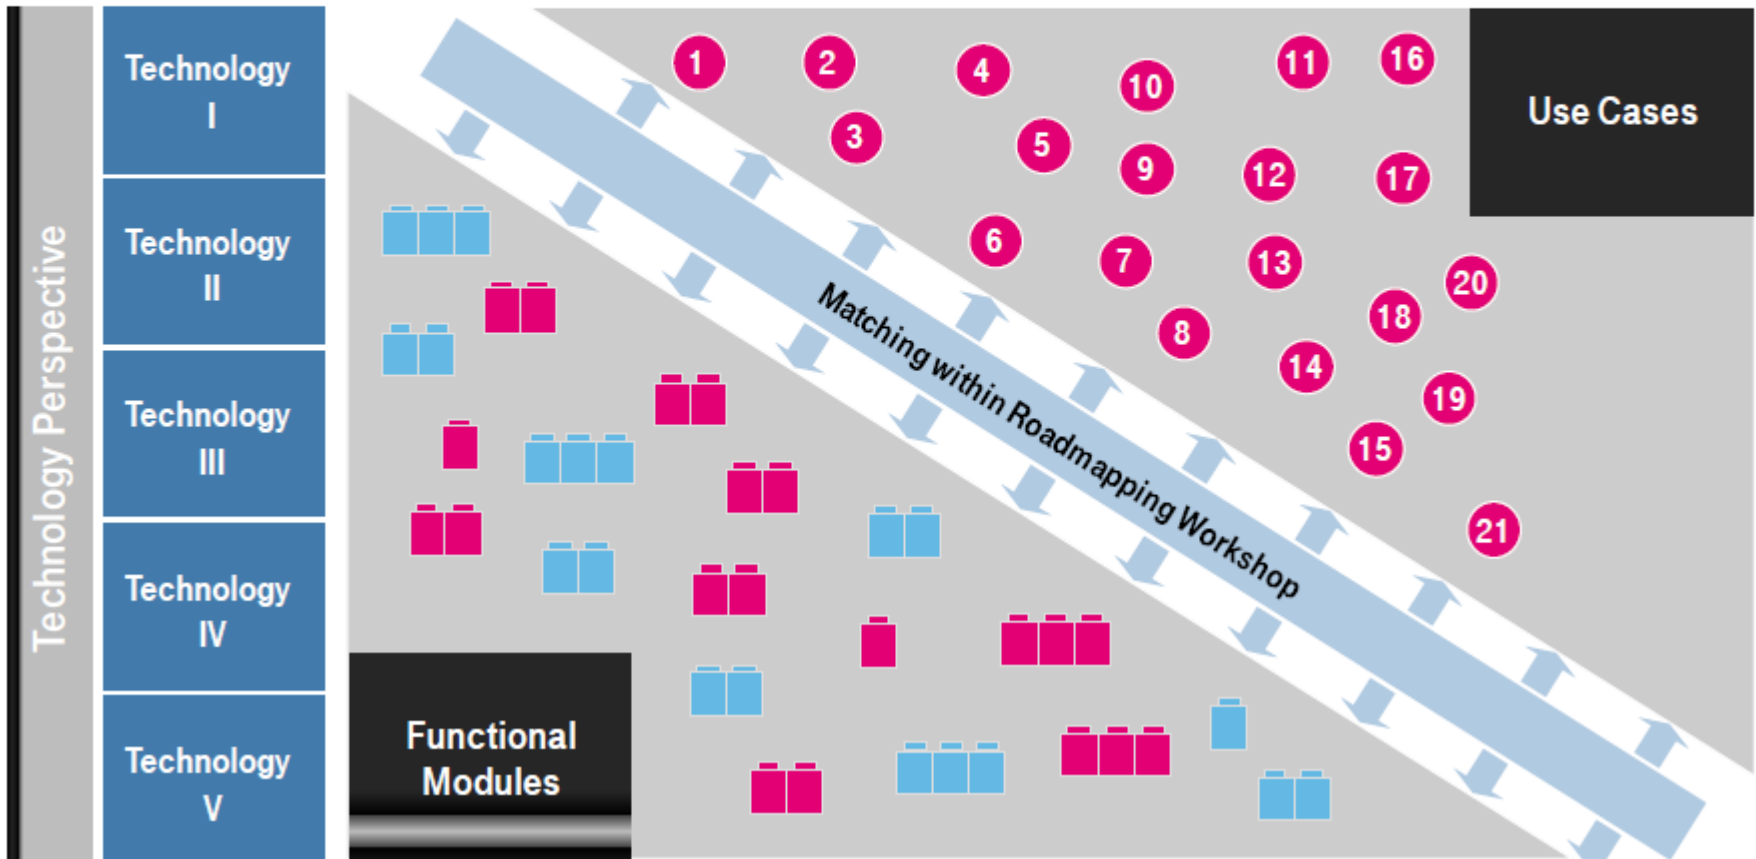 Technology Perspective
Technology
I
Technology
II
Technology
III
Technology
IV
Technology
V
1
2
4
10
11
16
3
5
9
12
17
6
7
13
20
8
18
14
19
15
21
Use Cases
Matching within Roadmapping Workshop
Functional
Modules